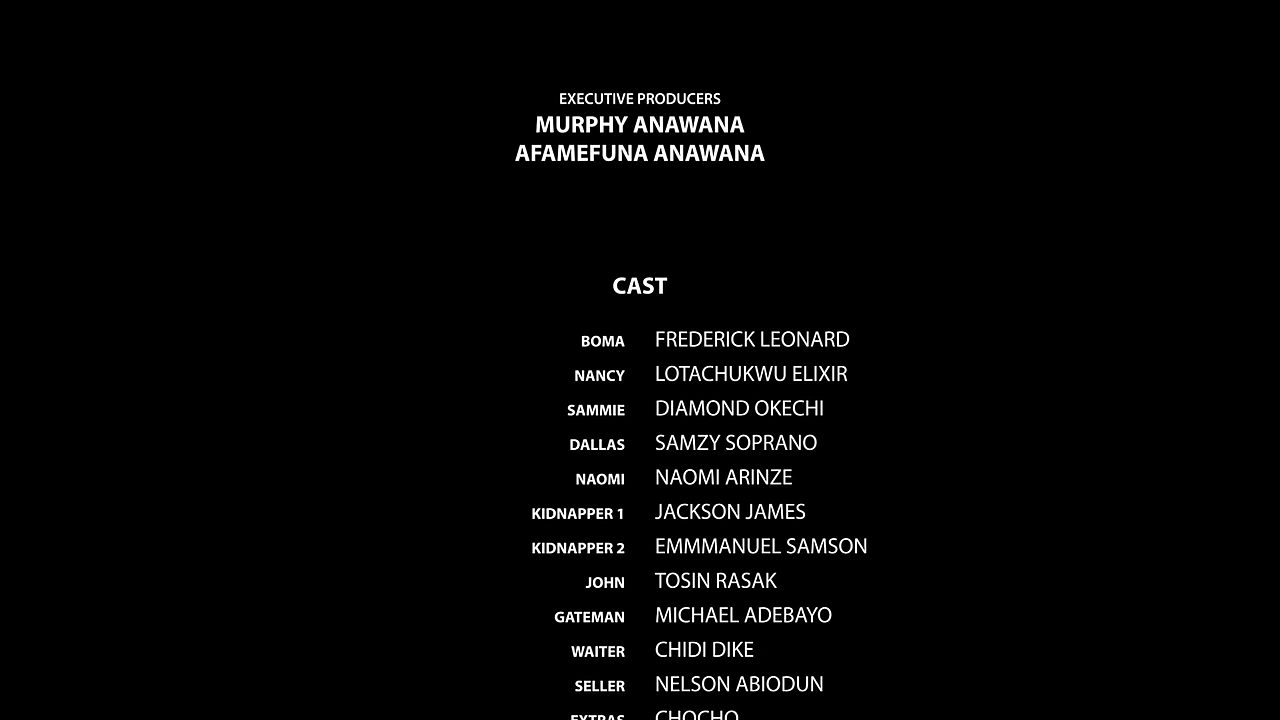 EXECUTIVE PRODUCERS
MURPHY ANAWANA
AFAMEFUNA ANAWANA
CAST
BOMA FREDERICK LEONARD
NANCY LOTACHUKWU ELIXIR
SAMMIE DIAMOND OKECHI
DALLAS SAMZY SOPRANO
NAOMI NAOMI ARINZE
KIDNAPPER 1 JACKSON JAMES
KIDNAPPER 2 EMMMANUEL SAMSON
JOHN TOSIN RASAK
GATEMAN MICHAEL ADEBAYO
WAITER CHIDI DIKE
SELLER NELSON ABIODUN
EXTRAS CHOCHO